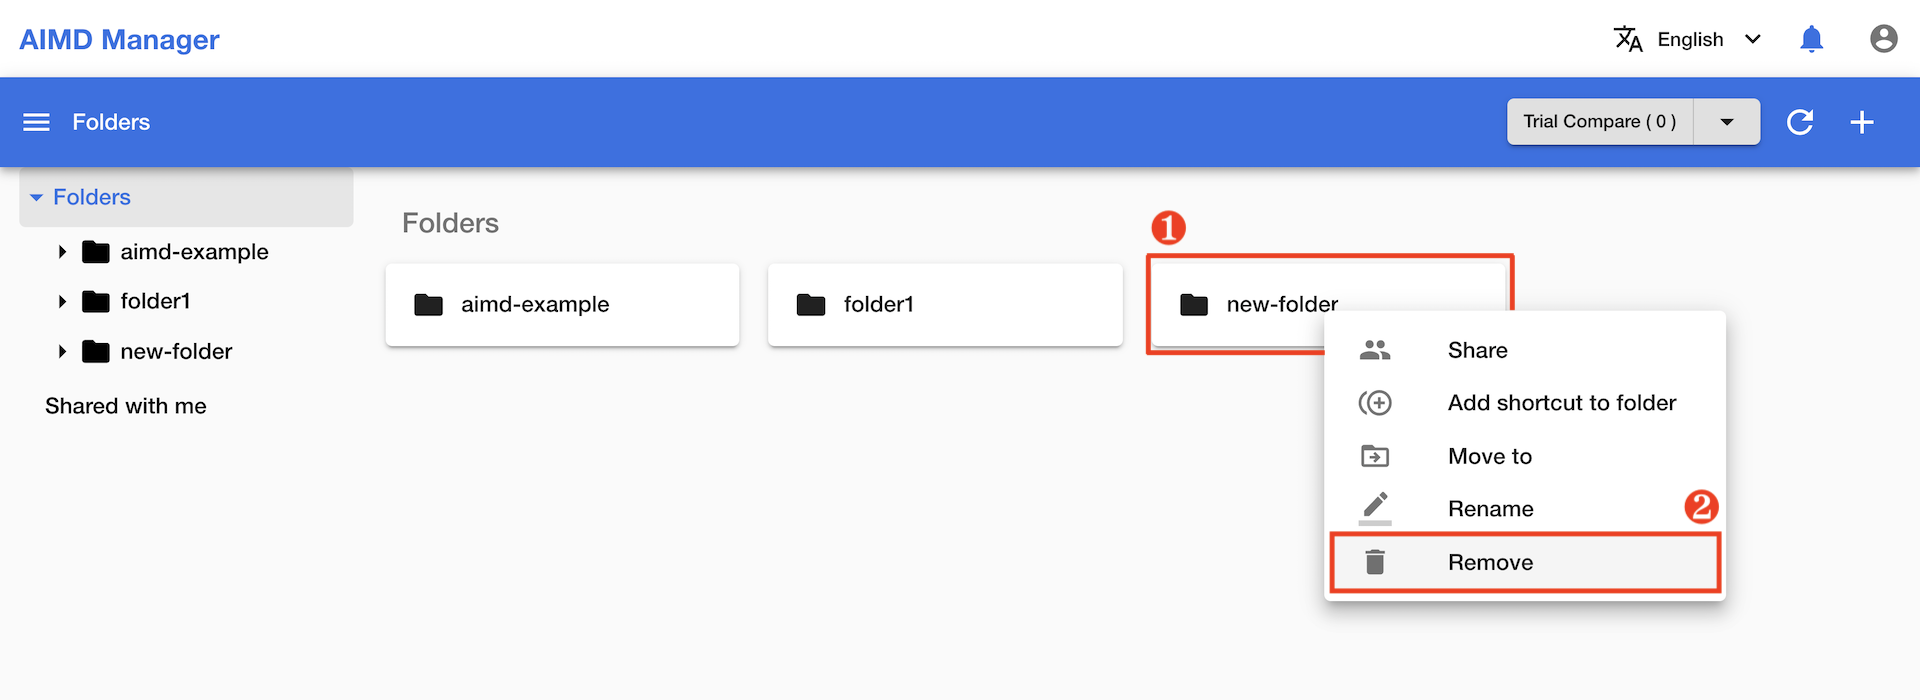 AIMD Manager
English
Folders
Trial Compare ( 0 )
Folders
aimd-example
folder1
new-folder
Shared with me
Folders
1
aimd-example
folder1
new-folder
Share
Add shortcut to folder
Move to
Rename
2
Remove